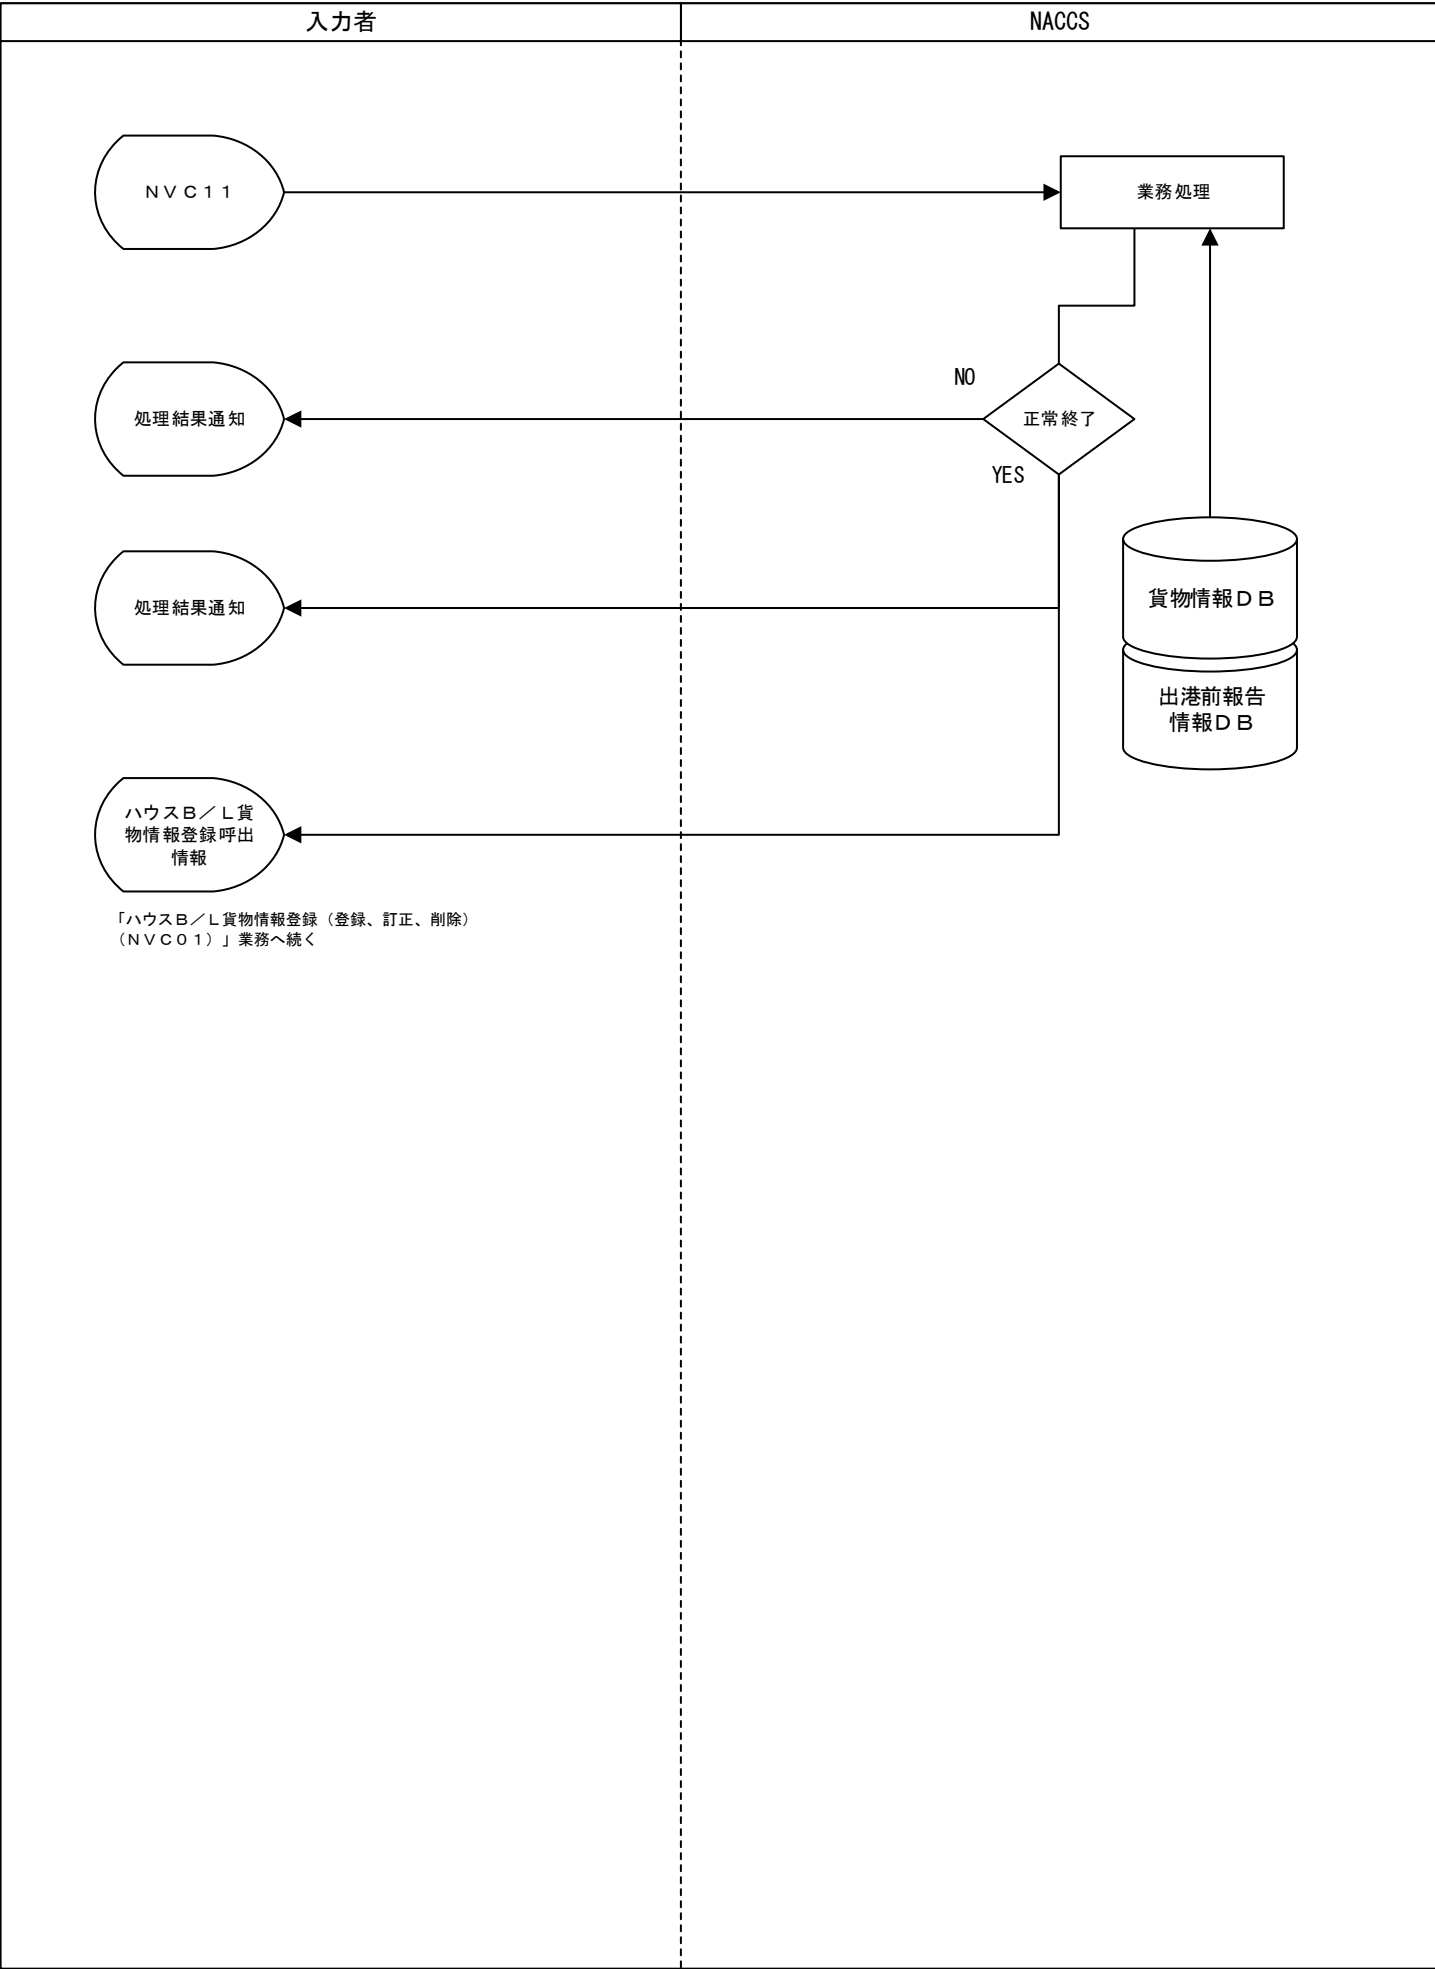 入力者
NACCS
ＮＶＣ１１
業務処理
NO
処理結果通知
正常終了
YES
処理結果通知
貨物情報ＤＢ
出港前報告
情報ＤＢ
ハウスＢ／Ｌ貨
物情報登録呼出
情報
「ハウスＢ／Ｌ貨物情報登録（登録、訂正、削除）
（ＮＶＣ０１）」業務へ続く